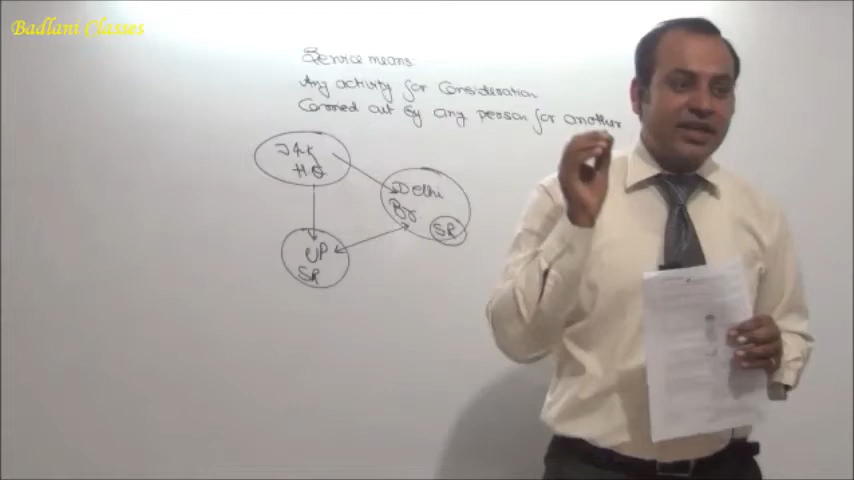 Badlani Classes
Service means
Any activity for Consideration
Carried out by any person for another
J&K
HO
Delhi
Br
SR
UP
SR